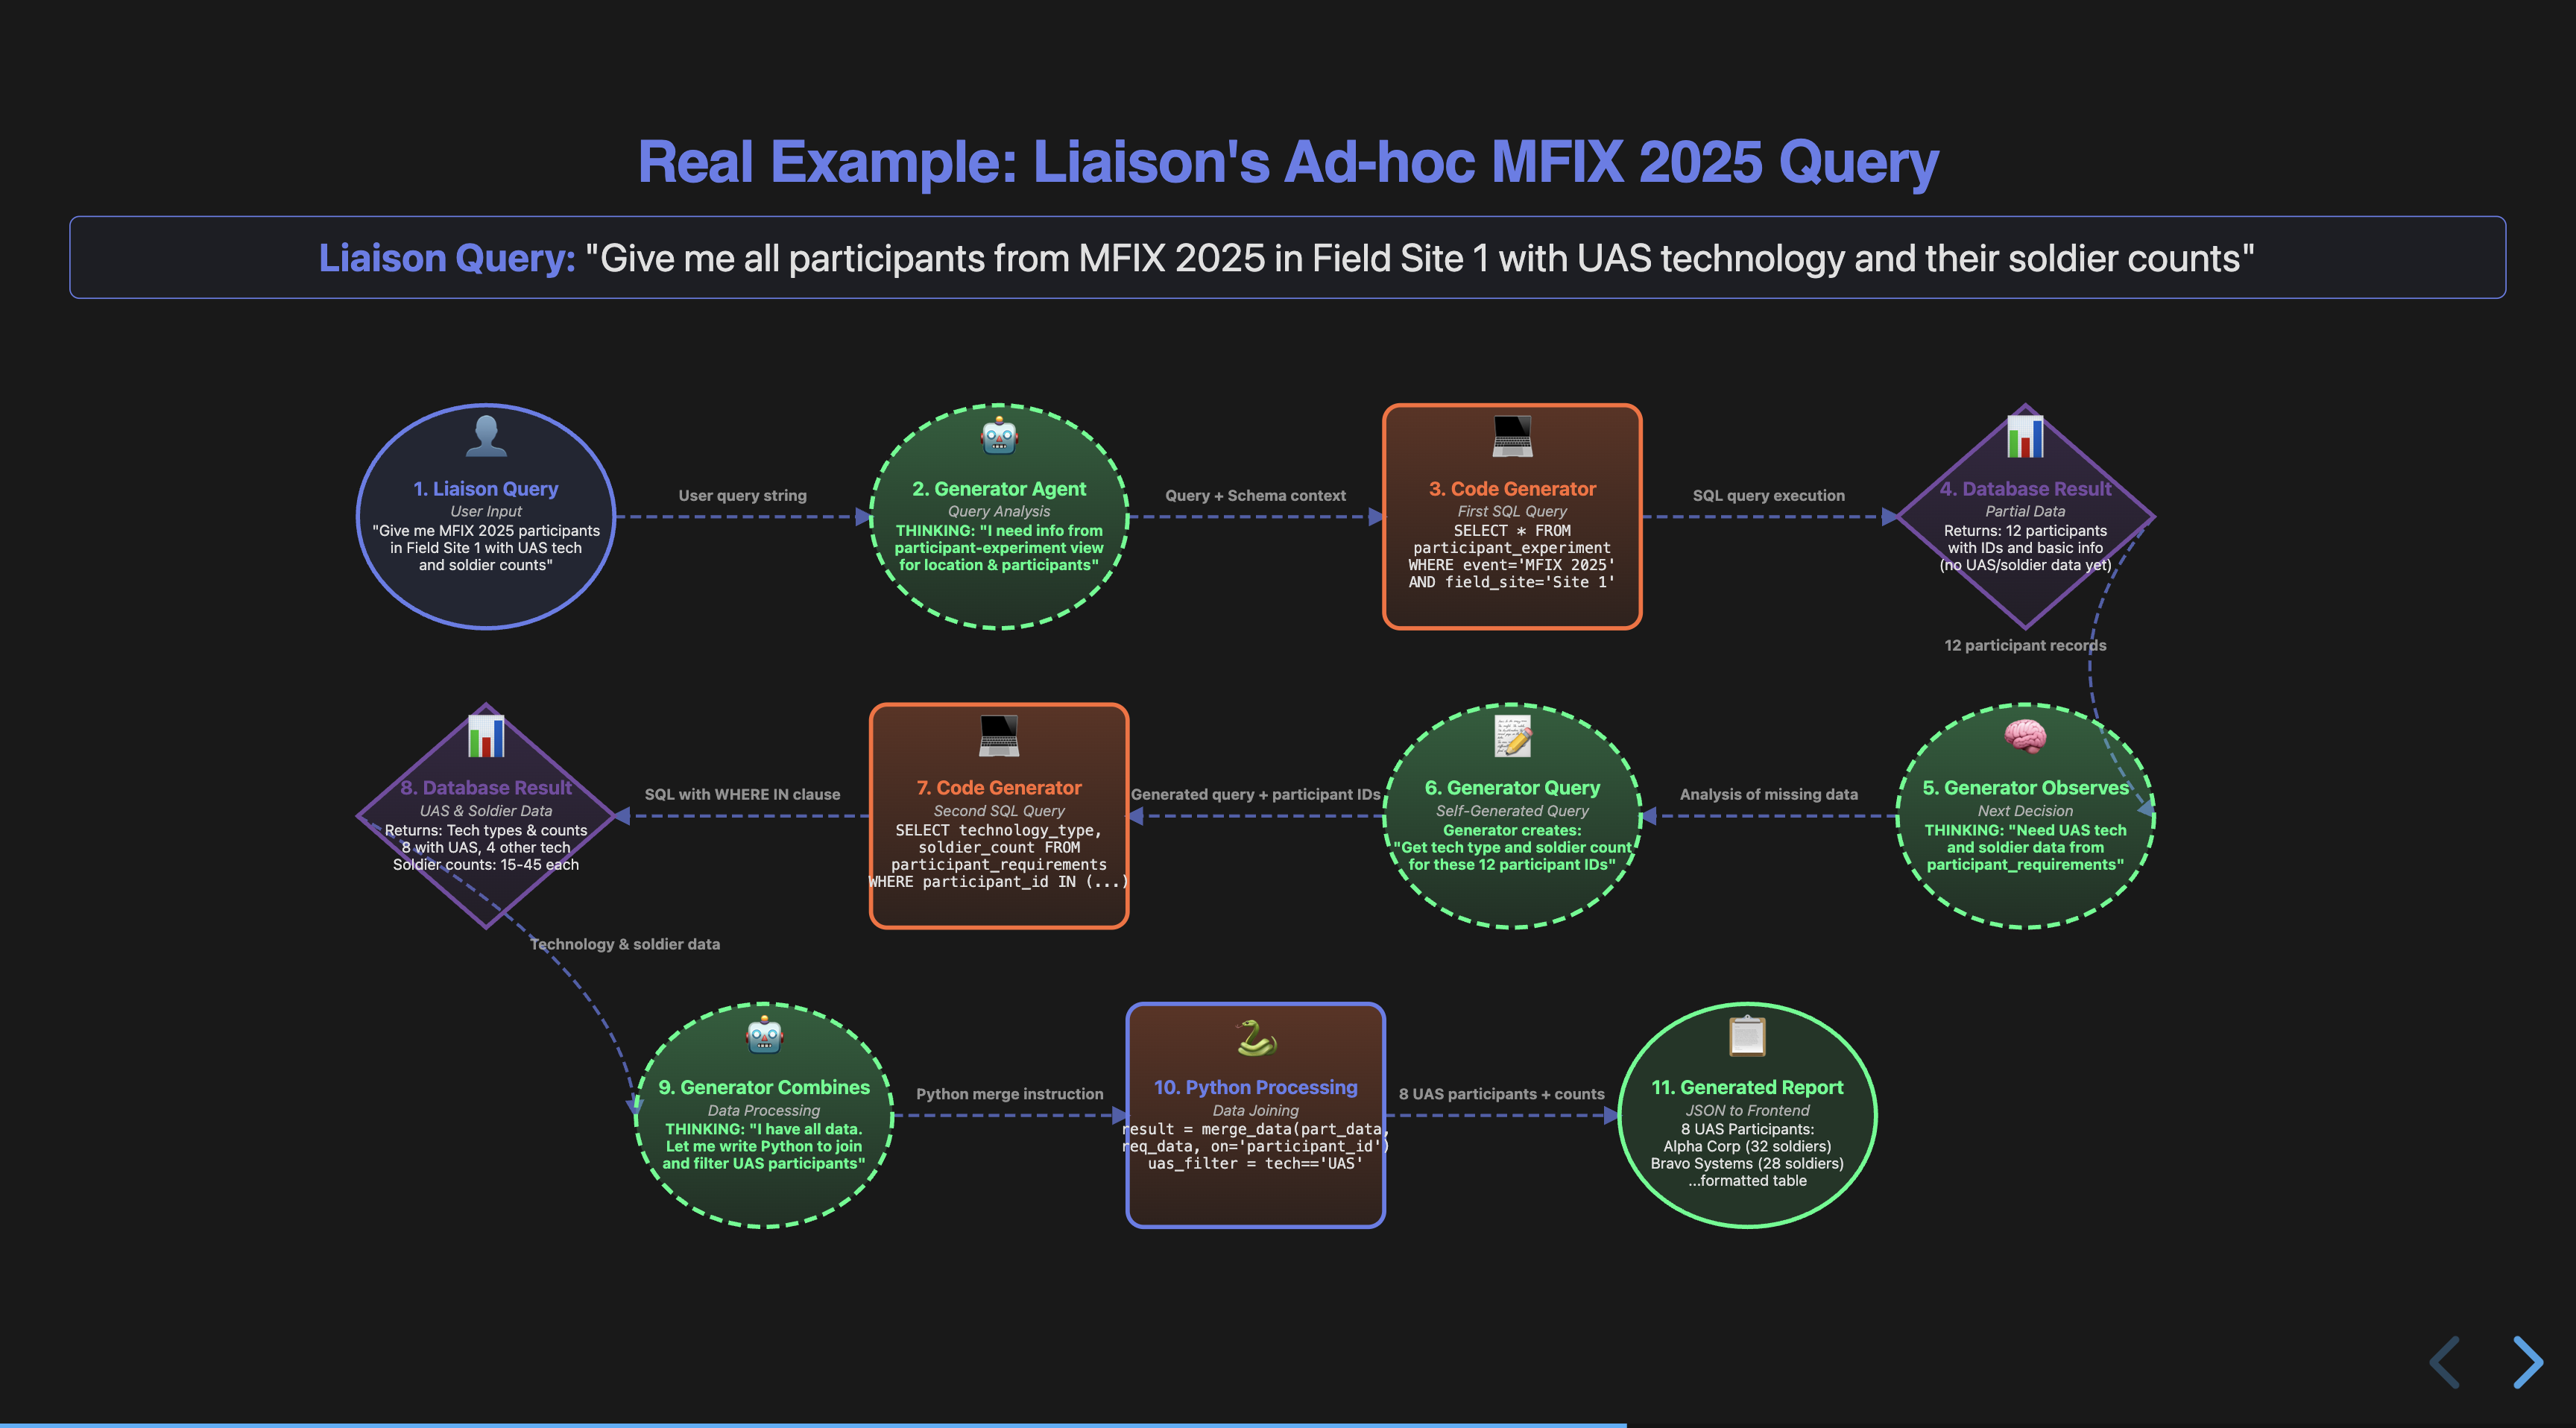 Real Example: Liaison's Ad-hoc MFIX 2025 Query
Liaison Query: "Give me all participants from MFIX 2025 in Field Site 1 with UAS technology and their soldier counts"
1. Liaison Query
User Input
"Give me MFIX 2025 participants
in Field Site 1 with UAS tech
and soldier counts"
User query string
2. Generator Agent
Query Analysis
THINKING: "I need info from
participant-experiment view
for location & participants"
Query + Schema context
3. Code Generator
First SQL Query
SELECT * FROM
participant_experiment
WHERE event='MFIX 2025'
AND field_site='Site 1'
SQL query execution
4. Database Result
Partial Data
Returns: 12 participants
with IDs and basic info
(no UAS/soldier data yet)
12 participant records
5. Generator Observes
Next Decision
THINKING: "Need UAS tech
and soldier data from
participant_requirements"
Analysis of missing data
6. Generator Query
Self-Generated Query
Generator creates:
"Get tech type and soldier count
for these 12 participant IDs"
Generated query + participant IDs
7. Code Generator
Second SQL Query
SELECT technology_type,
soldier_count FROM
participant_requirements
WHERE participant_id IN (...)
SQL with WHERE IN clause
8. Database Result
UAS & Soldier Data
Returns: Tech types & counts
8 with UAS, 4 other tech
Soldier counts: 15-45 each
Technology & soldier data
9. Generator Combines
Data Processing
THINKING: "I have all data.
Let me write Python to join
and filter UAS participants"
Python merge instruction
10. Python Processing
Data Joining
result = merge_data(part_data,
req_data, on='participant_id')
uas_filter = tech=='UAS'
8 UAS participants + counts
11. Generated Report
JSON to Frontend
8 UAS Participants:
Alpha Corp (32 soldiers)
Bravo Systems (28 soldiers)
...formatted table